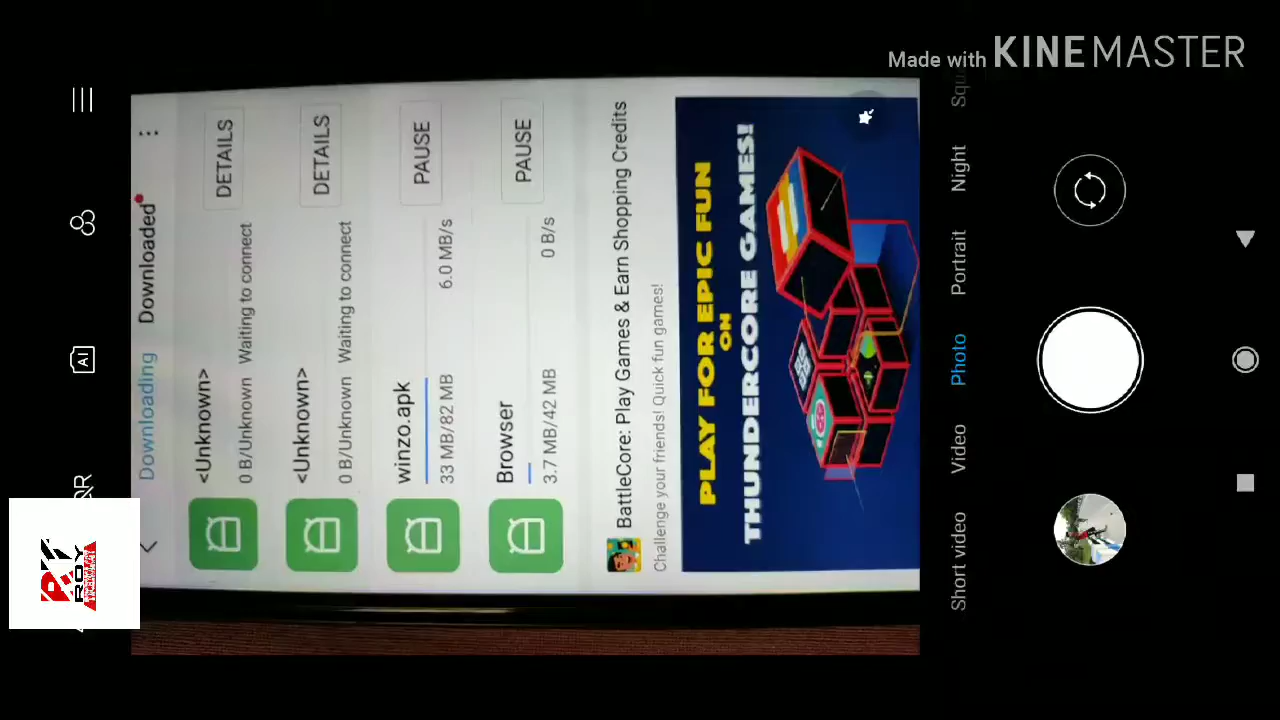 Made with KINEMASTER
Downloading
Downloaded
<Unknown>
0 B/Unknown Waiting to connect
DETAILS
<Unknown>
0 B/Unknown Waiting to connect
DETAILS
winzo.apk
33 MB/82 MB
6.0 MB/s
PAUSE
Browser
3.7 MB/42 MB
0 B/s
PAUSE
BattleCore: Play Games & Earn Shopping Credits
Challenge your friends! Quick fun games!
PLAY FOR EPIC FUN
ON
THUNDERCORE GAMES!
AI
Short video
Video
Photo
Portrait
Night
Squ
ROY